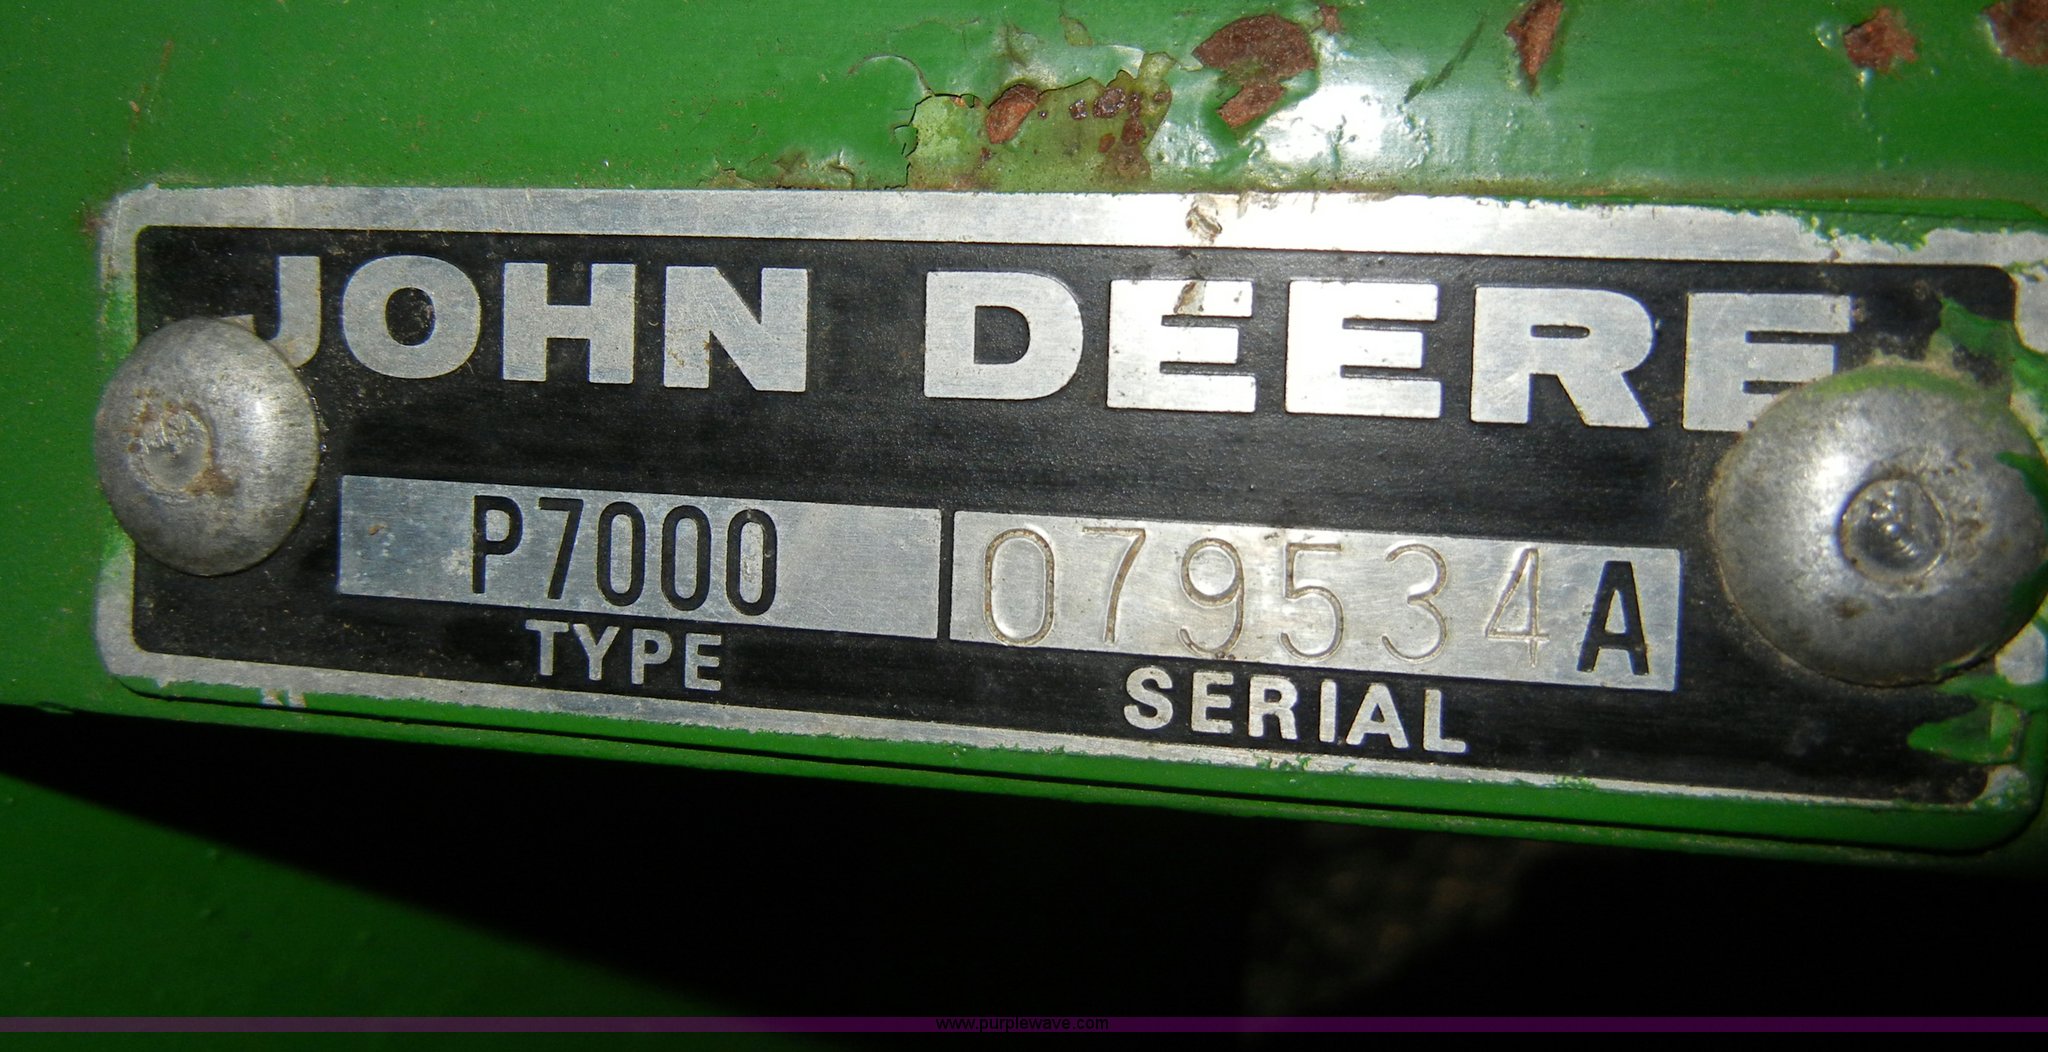 JOHN DEERE
P7000 079534A
TYPE SERIAL
www.purplewave.com